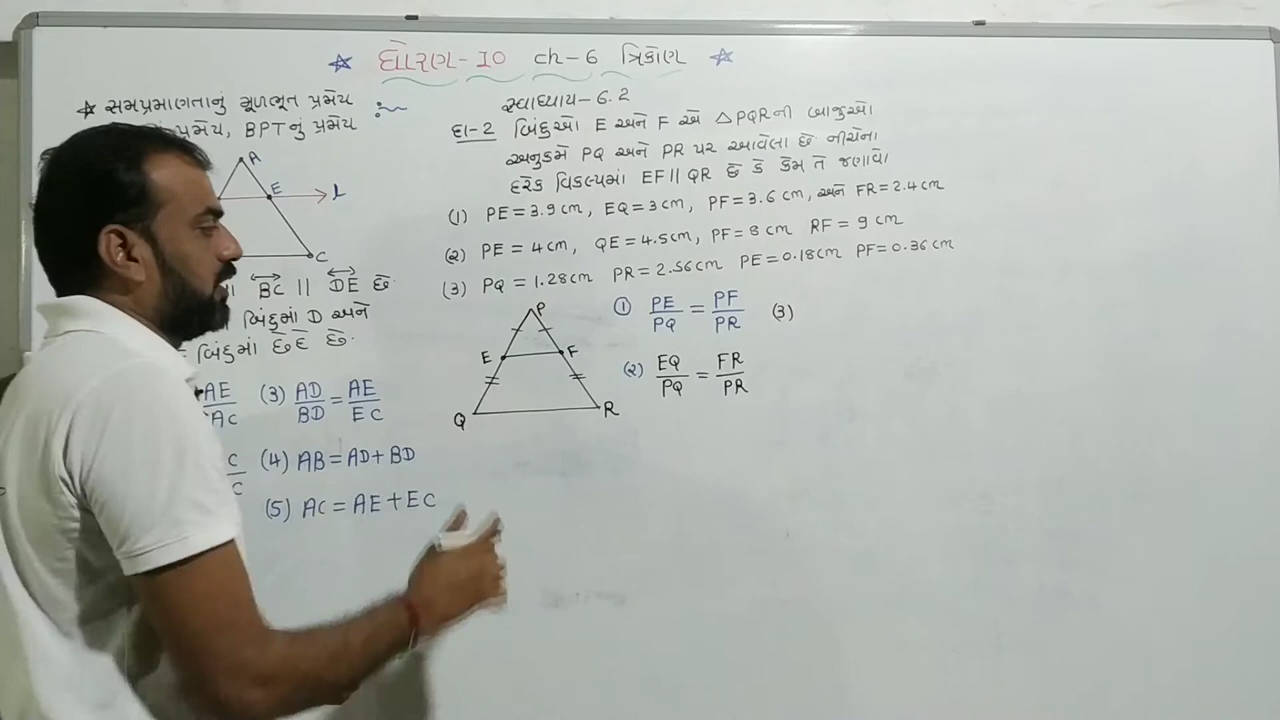 ☆ ધોરણ-10 ch-6 ત્રિકોણ ☆
☆ સમપ્રમાણતાનું મૂળભૂત પ્રમેય
પ્રમેય, BPTનું પ્રમેય :~
A
E
l
C
BC || DE છે.
બિંદુમાં D અને
બિંદુમાં છેદે છે.
AE/AC (3) AD/BD = AE/EC
C/C (4) AB = AD + BD
(5) AC = AE + EC
સ્વાધ્યાય - 6.2
દા-2 બિંદુઓ E અને F એ △PQRની બાજુઓ
અનુક્રમે PQ અને PR પર આવેલા છે નીચેના
દરેક વિકલ્પમાં EF || QR છે કે કેમ તે જણાવો
(1) PE = 3.9 cm, EQ = 3 cm, PF = 3.6 cm, અને FR = 2.4 cm
(2) PE = 4 cm, QE = 4.5 cm, PF = 8 cm RF = 9 cm
(3) PQ = 1.28 cm PR = 2.56 cm PE = 0.18 cm PF = 0.36 cm
P
E F
Q R
① PE/PQ = PF/PR (3)
(2) EQ/PQ = FR/PR